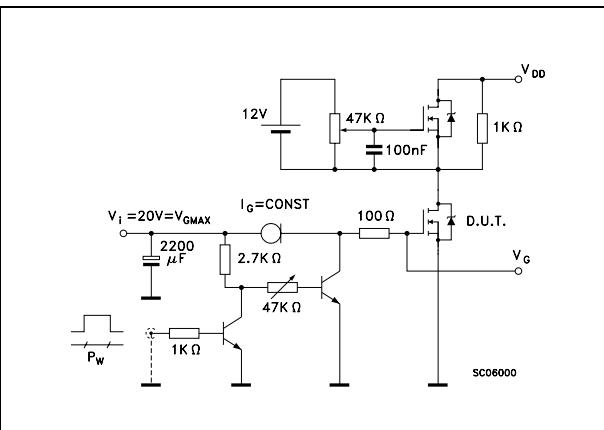 V_DD
12V
47K Ω
1K Ω
100nF
I_G=CONST
V_i =20V=V_GMAX
100 Ω
D.U.T.
2200
μF
2.7K Ω
V_G
47K Ω
1K Ω
P_W
SC06000